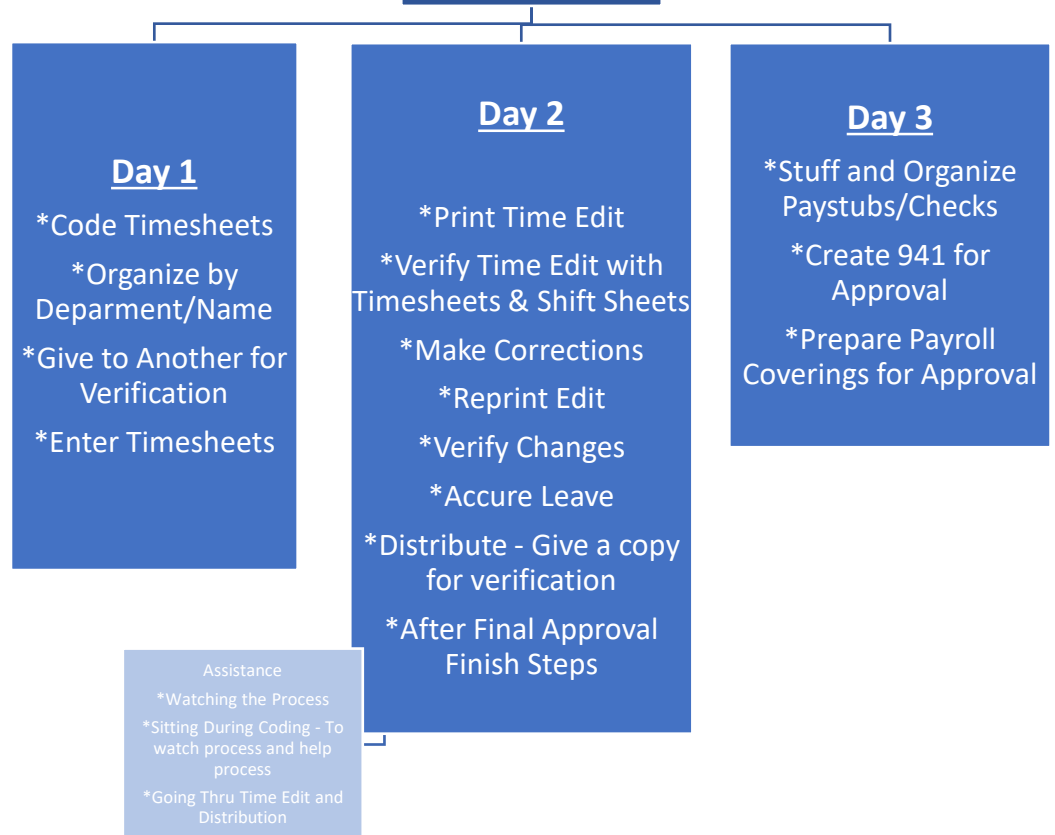 Day 1
*Code Timesheets
*Organize by
Deparment/Name
*Give to Another for
Verification
*Enter Timesheets
Day 2
*Print Time Edit
*Verify Time Edit with
Timesheets & Shift Sheets
*Make Corrections
*Reprint Edit
*Verify Changes
*Accure Leave
*Distribute - Give a copy
for verification
*After Final Approval
Finish Steps
Day 3
*Stuff and Organize
Paystubs/Checks
*Create 941 for
Approval
*Prepare Payroll
Coverings for Approval
Assistance
*Watching the Process
*Sitting During Coding - To
watch process and help
process
*Going Thru Time Edit and
Distribution